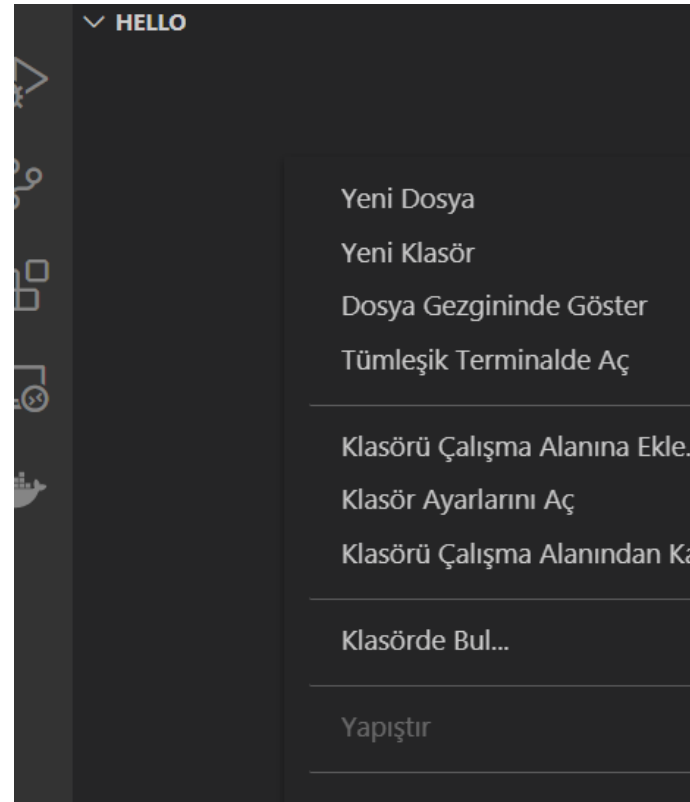 HELLO
Yeni Dosya
Yeni Klasör
Dosya Gezgininde Göster
Tümleşik Terminalde Aç
Klasörü Çalışma Alanına Ekle.
Klasör Ayarlarını Aç
Klasörü Çalışma Alanından Ka
Klasörde Bul...
Yapıştır